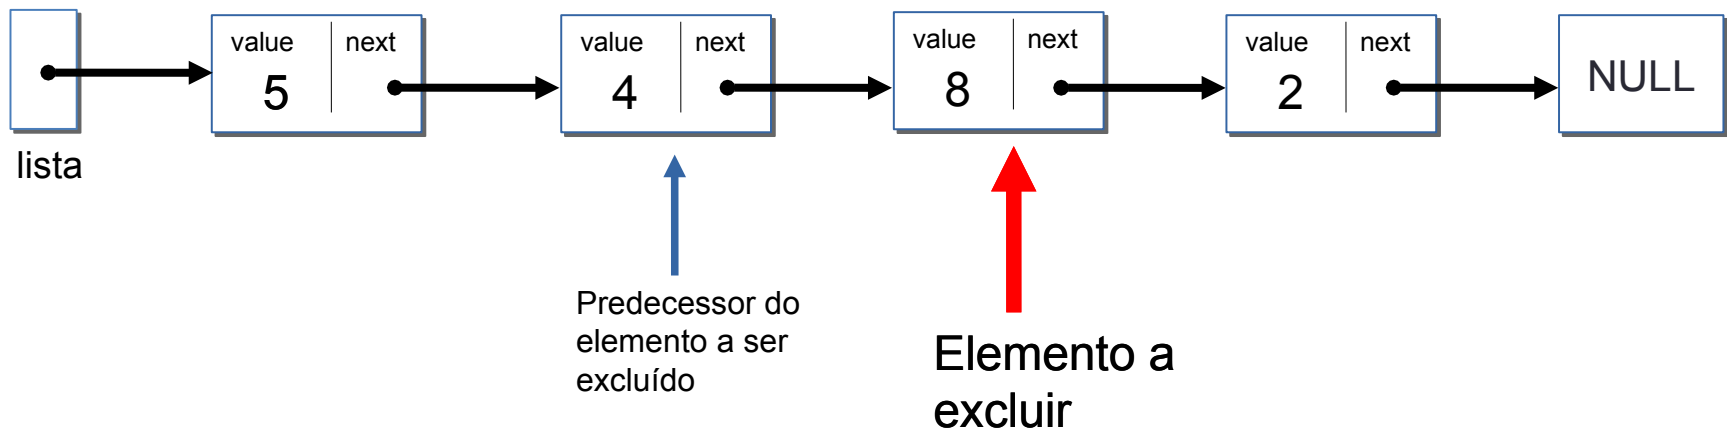 value next
5
value next
4
value next
8
value next
2
NULL
lista
Predecessor do
elemento a ser
excluído
Elemento a
excluir